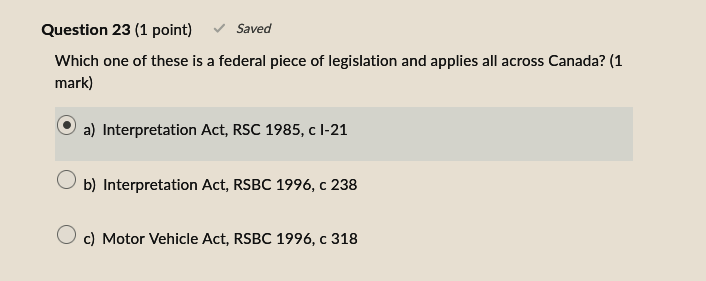 Question 23 (1 point) Saved
Which one of these is a federal piece of legislation and applies all across Canada? (1
mark)
a) Interpretation Act, RSC 1985, c I-21
b) Interpretation Act, RSBC 1996, c 238
c) Motor Vehicle Act, RSBC 1996, c 318